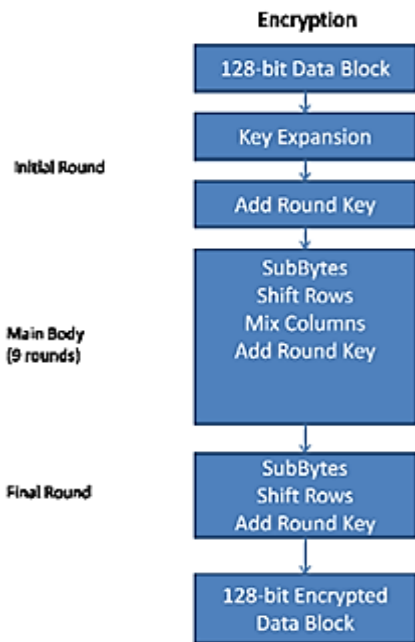 Encryption
128-bit Data Block
Key Expansion
Initial Round
Add Round Key
SubBytes
Shift Rows
Mix Columns
Add Round Key
Main Body
(9 rounds)
SubBytes
Shift Rows
Add Round Key
Final Round
128-bit Encrypted
Data Block